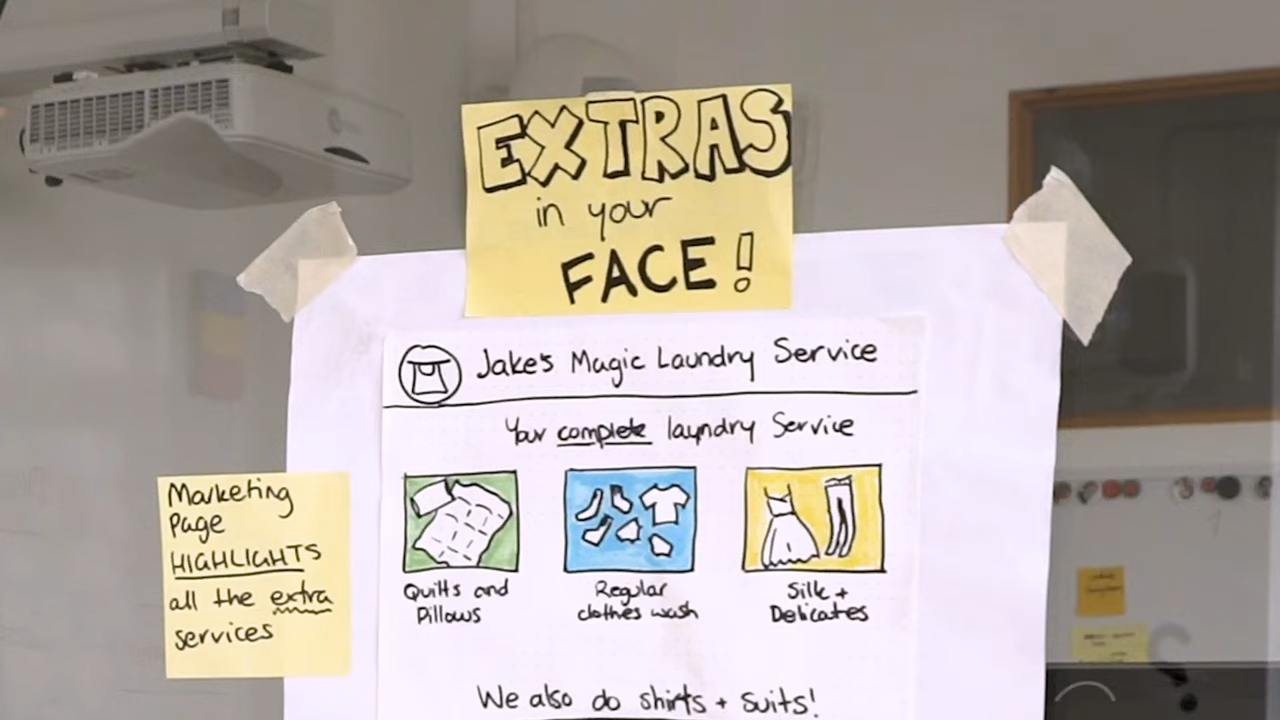 EXTRAS
in your
FACE!
Jake's Magic Laundry Service
Your complete laundry Service
Marketing
Page
HIGHLIGHTS
all the extra
services
Quilts and
Pillows
Regular
clothes wash
Silk +
Delicates
We also do shirts + suits!